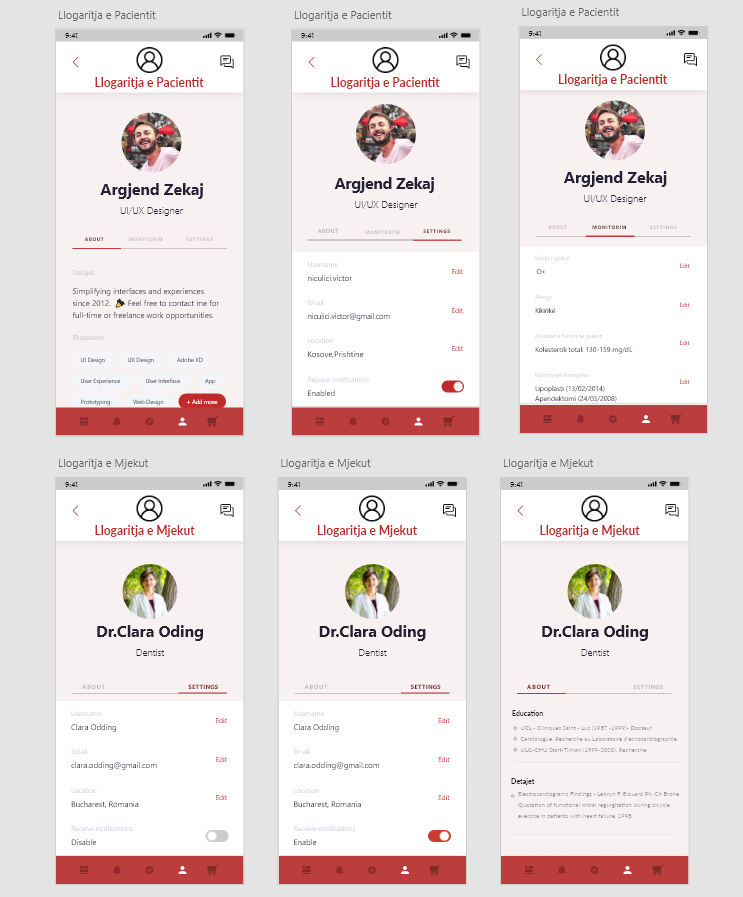 Llogaritja e Pacientit
9:41
Llogaritja e Pacientit
Argjend Zekaj
UI/UX Designer
ABOUT MONITORIM SETTINGS
Detajet
Simplifying interfaces and experiences
since 2012. Feel free to contact me for
full-time or freelance work opportunities.
Eksperienc
UI Design UX Design Adobe XD
User Experience User Interface App
Prototyping Web Design + Add more
Llogaritja e Pacientit
9:41
Llogaritja e Pacientit
Argjend Zekaj
UI/UX Designer
ABOUT MONITORIM SETTINGS
Username
niculici.victor Edit
Email
niculici.victor@gmail.com Edit
Location
Kosove,Prishtine Edit
Receive notifications
Enabled
Llogaritja e Pacientit
9:41
Llogaritja e Pacientit
Argjend Zekaj
UI/UX Designer
ABOUT MONITORIM SETTINGS
Grupi i gjakut
O+ Edit
Alergji
Kikirikë Edit
Analizat e fundit te gjakut
Kolesteroli total: 130-159 mg/dL Edit
Nderhyrjet kirurgjike
Lipoplasti (13/02/2014) Edit
Apendektomi (24/03/2008)
Llogaritja e Mjekut
9:41
Llogaritja e Mjekut
Dr.Clara Oding
Dentist
ABOUT SETTINGS
Username
Clara Odding Edit
Email
clara.odding@gmail.com Edit
Location
Bucharest, Romania Edit
Receive notifications
Disable
Llogaritja e Mjekut
9:41
Llogaritja e Mjekut
Dr.Clara Oding
Dentist
ABOUT SETTINGS
Username
Clara Odding Edit
Email
clara.odding@gmail.com Edit
Location
Bucharest, Romania Edit
Receive notifications
Enable
Llogaritja e Mjekut
9:41
Llogaritja e Mjekut
Dr.Clara Oding
Dentist
ABOUT SETTINGS
Education
UCL - Cliniques Saint - Luc (1987 -1999)- Docteur
Cardiologue, Recherche au Laboratoire d'échocardiographie,
ULG-CHU Start-Tilman (1999-2000), Recherche
Detajet
Electrocardiograms Findings - Lebrun F, Blouard Ph, Ch Brohe
Quotation of functional mitral regurgitation during bicycle
exercise in patients with heart failure, 1998